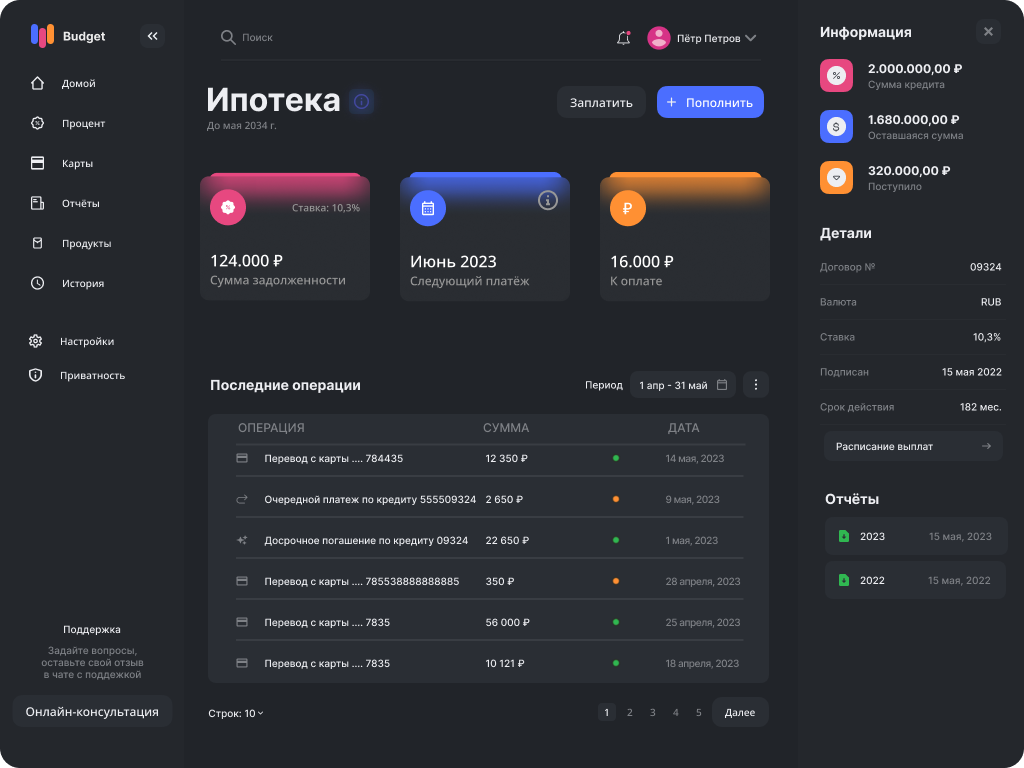 Budget
Домой
Процент
Карты
Отчёты
Продукты
История
Настройки
Приватность
Поддержка
Задайте вопросы,
оставьте свой отзыв
в чате с поддежкой
Онлайн-консультация
Поиск
Пётр Петров
Ипотека
До мая 2034 г.
Заплатить
+ Пополнить
Ставка: 10,3%
124.000 ₽
Сумма задолженности
Июнь 2023
Следующий платёж
₽
16.000 ₽
К оплате
Последние операции
Период
1 апр - 31 май
ОПЕРАЦИЯ СУММА ДАТА
Перевод с карты .... 784435 12 350 ₽ 14 мая, 2023
Очередной платеж по кредиту 555509324 2 650 ₽ 9 мая, 2023
Досрочное погашение по кредиту 09324 22 650 ₽ 1 мая, 2023
Перевод с карты .... 785538888888885 350 ₽ 28 апреля, 2023
Перевод с карты .... 7835 56 000 ₽ 25 апреля, 2023
Перевод с карты .... 7835 10 121 ₽ 18 апреля, 2023
Строк: 10
1 2 3 4 5 Далее
Информация
%
2.000.000,00 ₽
Сумма кредита
$
1.680.000,00 ₽
Оставшаяся сумма
320.000,00 ₽
Поступило
Детали
Договор № 09324
Валюта RUB
Ставка 10,3%
Подписан 15 мая 2022
Срок действия 182 мес.
Расписание выплат
Отчёты
2023 15 мая, 2023
2022 15 мая, 2022